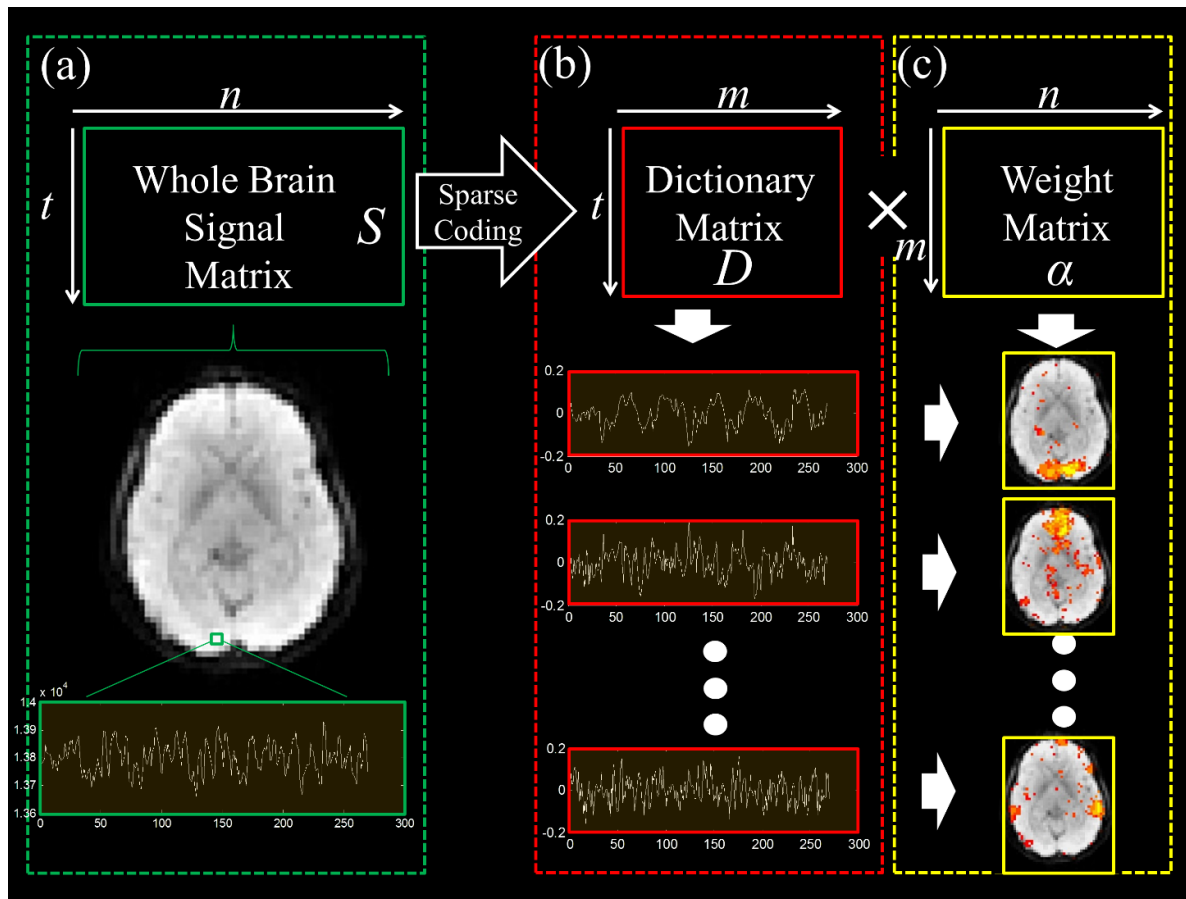 (a)
n
t
Whole Brain
Signal
Matrix
S
Sparse
Coding
(b)
m
t
Dictionary
Matrix
D
×
(c)
n
m
Weight
Matrix
α
x 10^4
1.4
1.39
1.38
1.37
1.36
0 50 100 150 200 250 300
0.2
0
-0.2
0 50 100 150 200 250 300
0.2
0
-0.2
0 50 100 150 200 250 300
0.2
0
-0.2
0 50 100 150 200 250 300